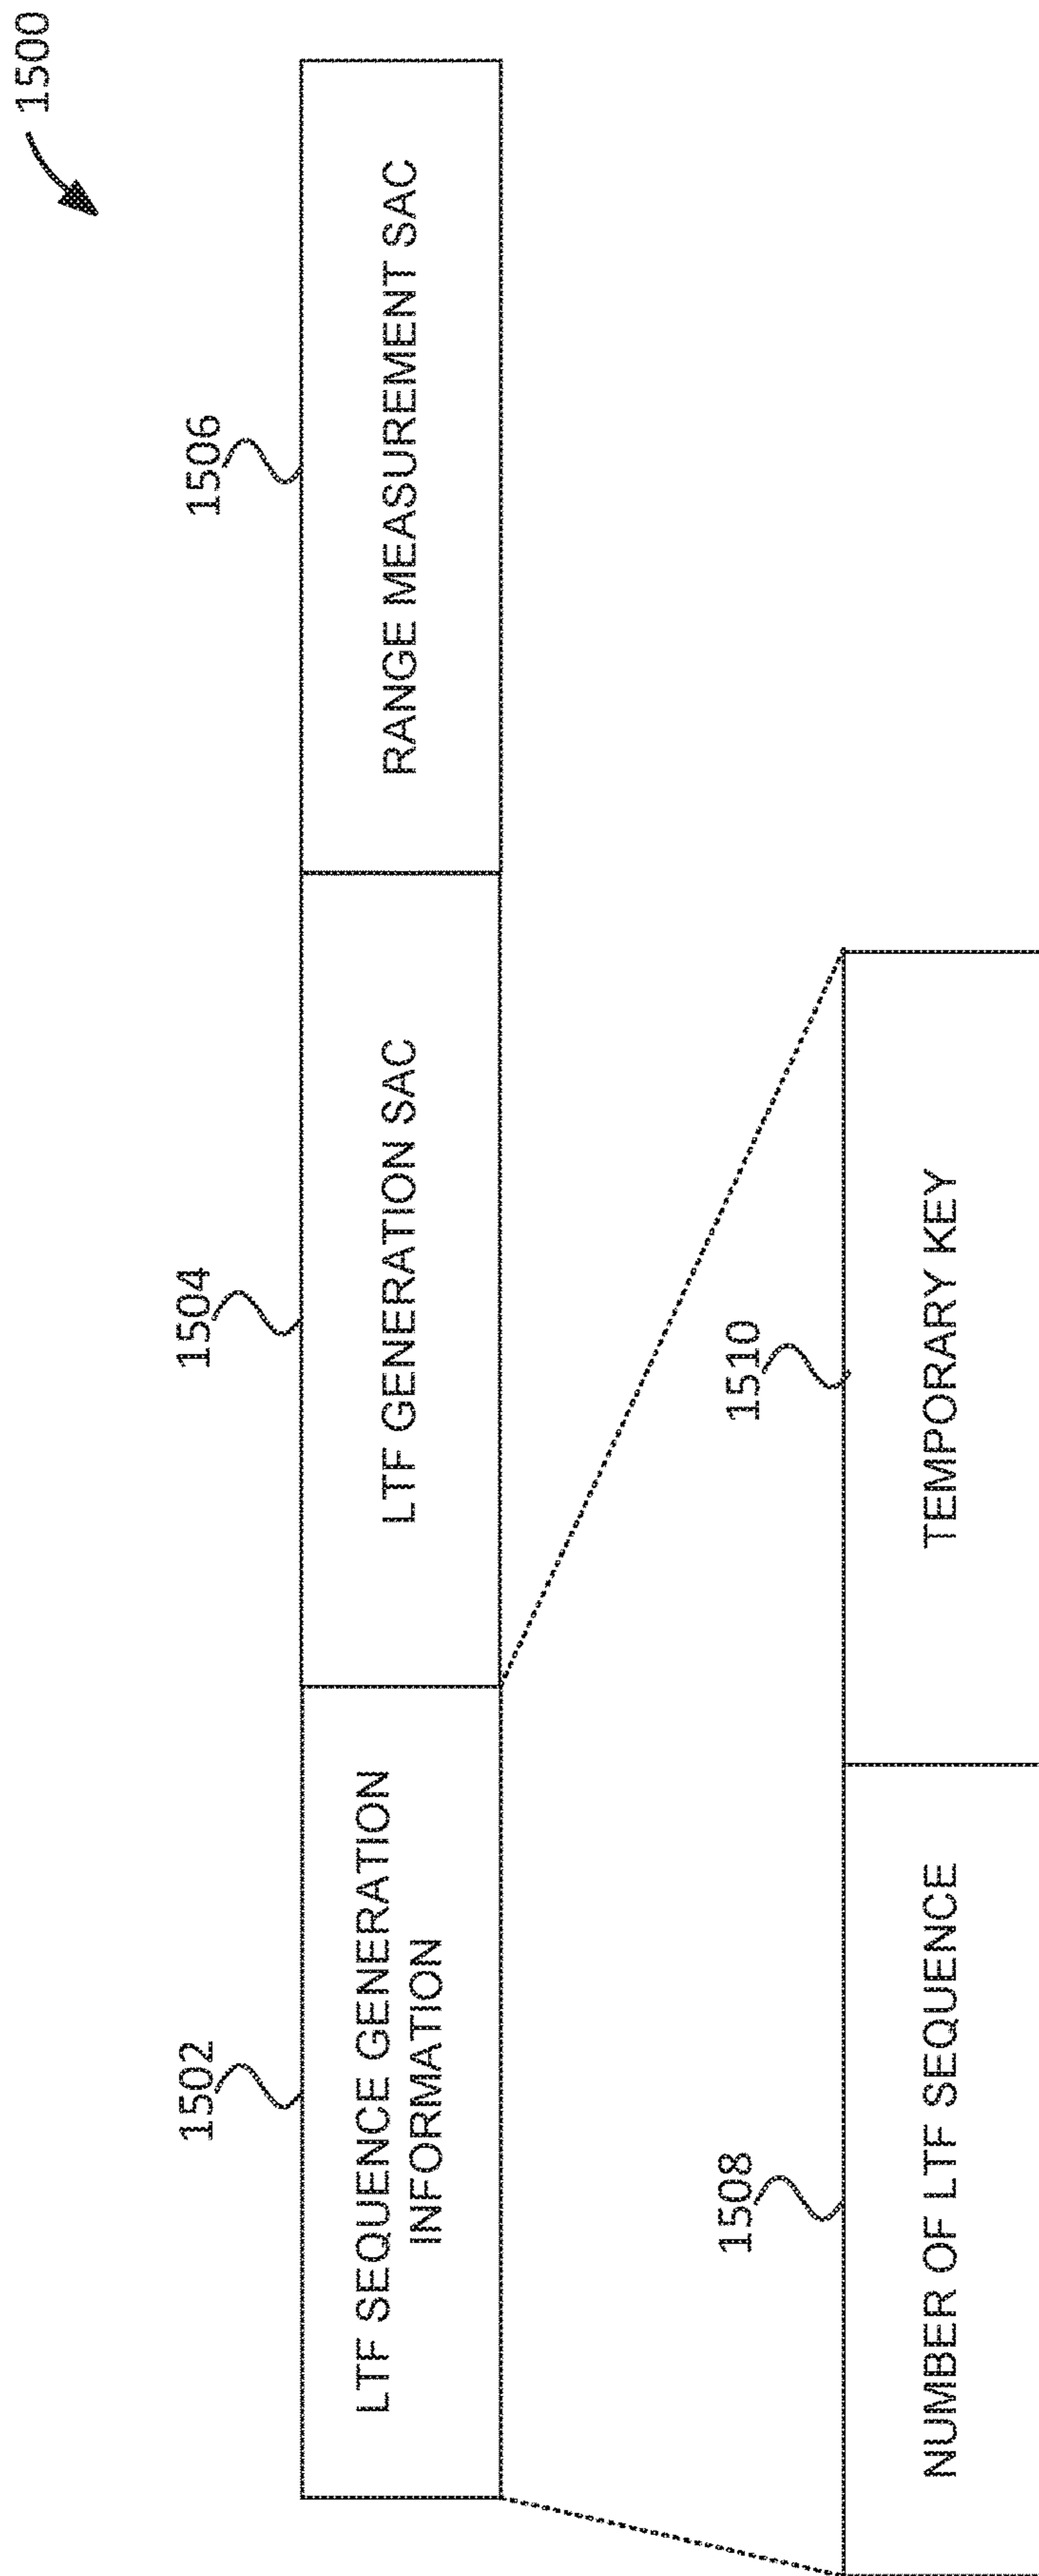 1500
1502
1504
1506
LTF SEQUENCE GENERATION
INFORMATION
LTF GENERATION SAC
RANGE MEASUREMENT SAC
1508
1510
NUMBER OF LTF SEQUENCE
TEMPORARY KEY